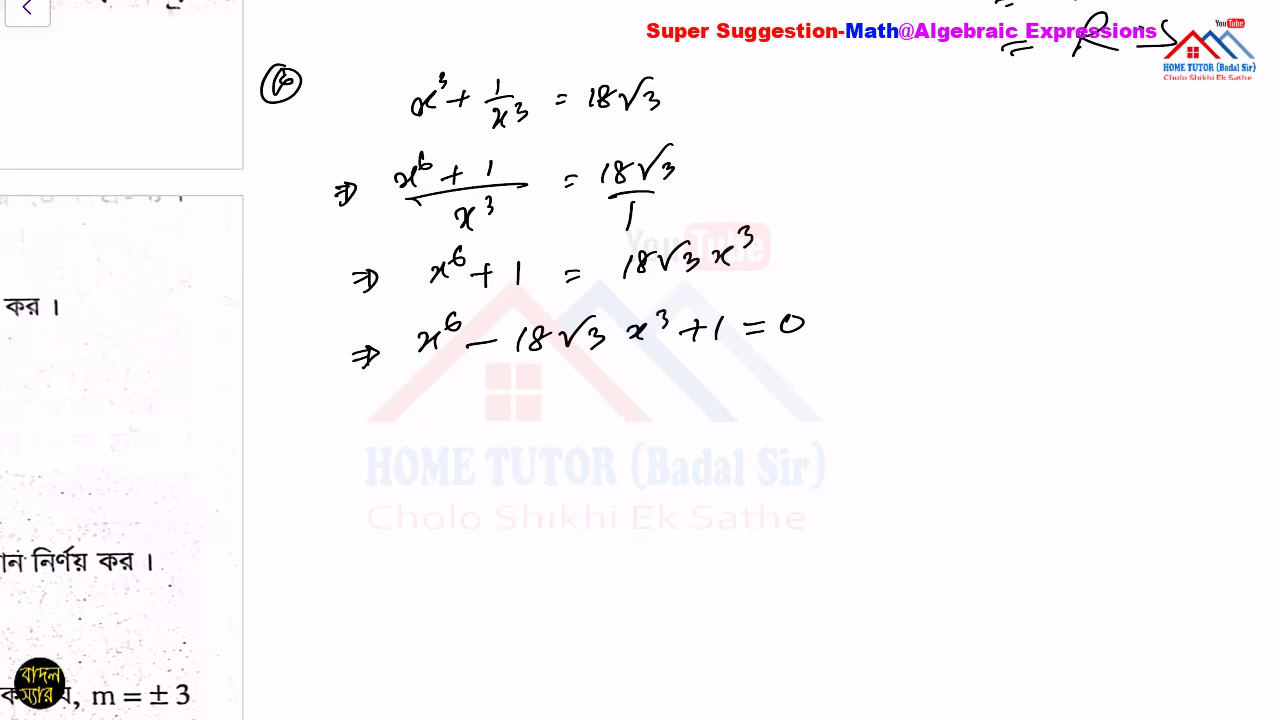 Super Suggestion-Math@Algebraic Expressions
= R S
YouTube
HOME TUTOR (Badal Sir)
Cholo Shikhi Ek Sathe
x³ + 1/x³ = 18√3
⇒ (x⁶ + 1)/x³ = 18√3/1
⇒ x⁶ + 1 = 18√3 x³
⇒ x⁶ − 18√3 x³ + 1 = 0
YouTube
HOME TUTOR (Badal Sir)
Cholo Shikhi Ek Sathe
কর ।
নির্ণয় কর ।
বাদল
স্যার
, m = ± 3